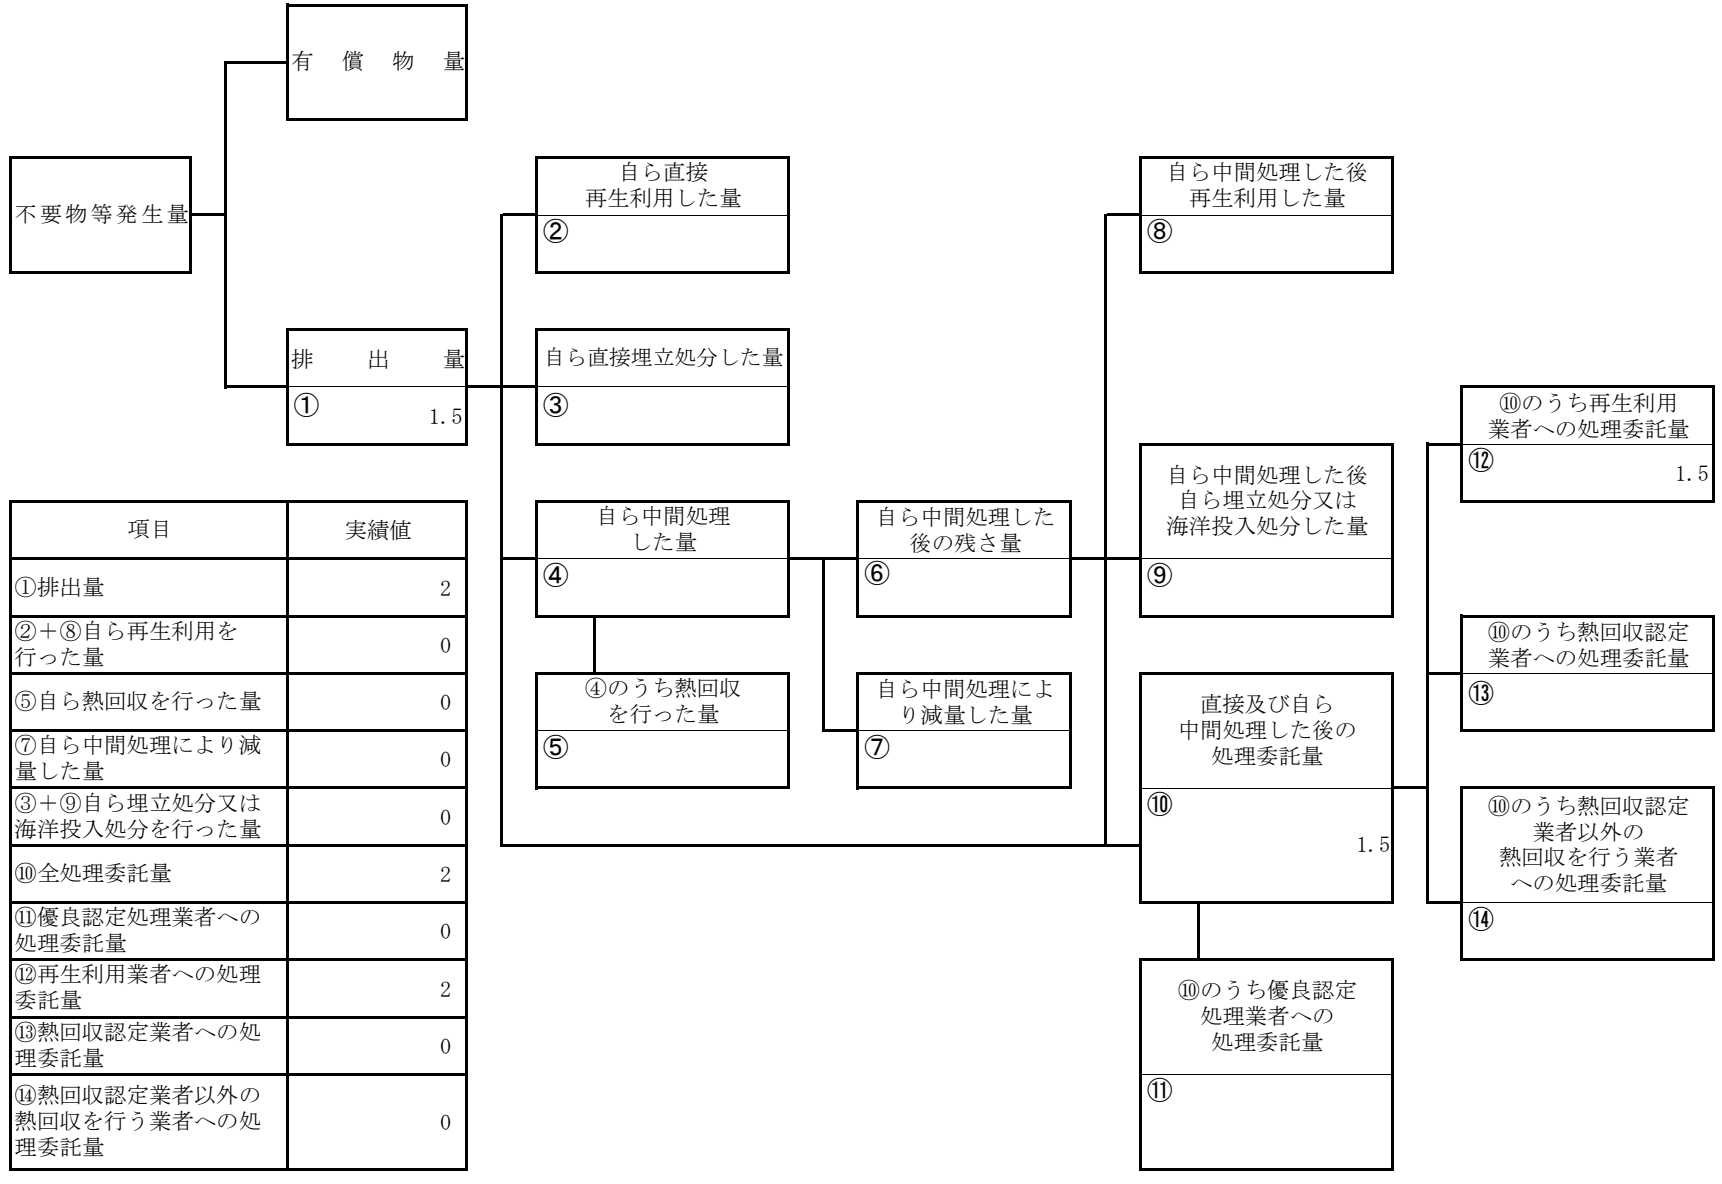 有償物量
不要物等発生量
自ら直接
再生利用した量
②
自ら中間処理した後
再生利用した量
⑧
排出量
①
1.5
自ら直接埋立処分した量
③
⑩のうち再生利用
業者への処理委託量
⑫
1.5
自ら中間処理
した量
④
自ら中間処理した
後の残さ量
⑥
自ら中間処理した後
自ら埋立処分又は
海洋投入処分した量
⑨
⑩のうち熱回収認定
業者への処理委託量
⑬
④のうち熱回収
を行った量
⑤
自ら中間処理によ
り減量した量
⑦
直接及び自ら
中間処理した後の
処理委託量
⑩
1.5
⑩のうち熱回収認定
業者以外の
熱回収を行う業者
への処理委託量
⑭
⑩のうち優良認定
処理業者への
処理委託量
⑪
項目 実績値
①排出量 2
②＋⑧自ら再生利用を
行った量 0
⑤自ら熱回収を行った量 0
⑦自ら中間処理により減
量した量 0
③＋⑨自ら埋立処分又は
海洋投入処分を行った量 0
⑩全処理委託量 2
⑪優良認定処理業者への
処理委託量 0
⑫再生利用業者への処理
委託量 2
⑬熱回収認定業者への処
理委託量 0
⑭熱回収認定業者以外の
熱回収を行う業者への処
理委託量 0